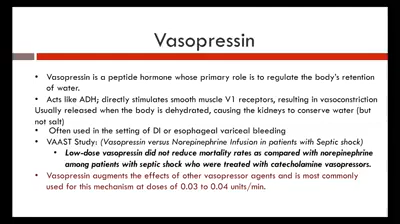 Vasopressin
• Vasopressin is a peptide hormone whose primary role is to regulate the body's retention
of water.
• Acts like ADH; directly stimulates smooth muscle V1 receptors, resulting in vasoconstriction
Usually released when the body is dehydrated, causing the kidneys to conserve water (but
not salt)
• Often used in the setting of DI or esophageal variceal bleeding
• VAAST Study: (Vasopressin versus Norepinephrine Infusion in patients with Septic shock)
• Low-dose vasopressin did not reduce mortality rates as compared with norepinephrine
among patients with septic shock who were treated with catecholamine vasopressors.
• Vasopressin augments the effects of other vasopressor agents and is most commonly
used for this mechanism at doses of 0.03 to 0.04 units/min.